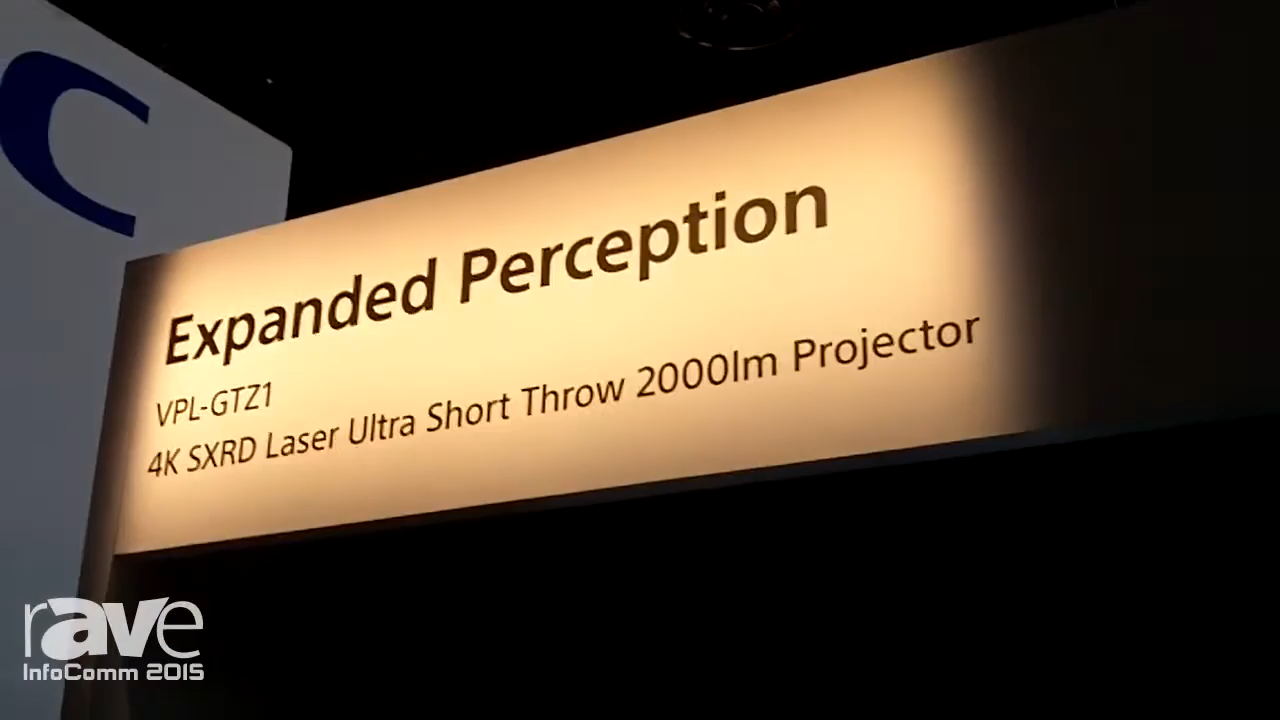 C
Expanded Perception
VPL-GTZ1
4K SXRD Laser Ultra Short Throw 2000lm Projector
rave
InfoComm 2015